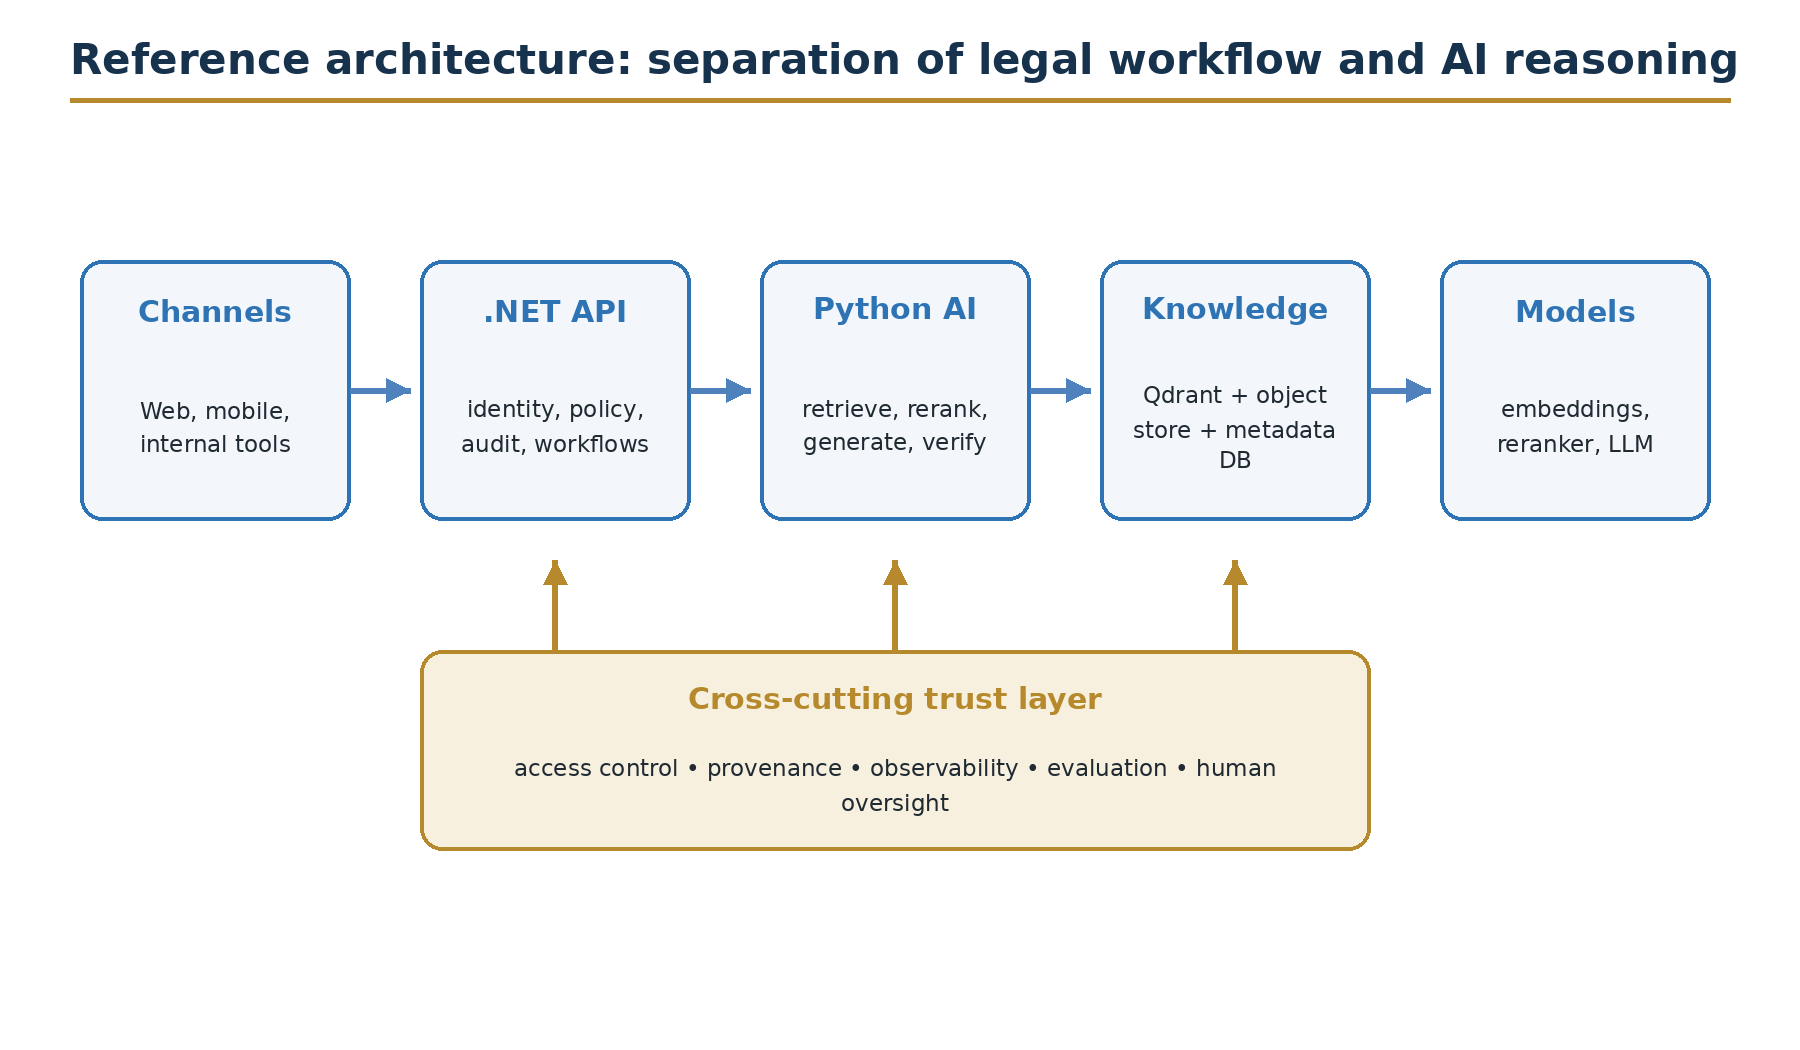 Reference architecture: separation of legal workflow and AI reasoning
Channels
Web, mobile,
internal tools
.NET API
identity, policy,
audit, workflows
Python AI
retrieve, rerank,
generate, verify
Knowledge
Qdrant + object
store + metadata
DB
Models
embeddings,
reranker, LLM
Cross-cutting trust layer
access control • provenance • observability • evaluation • human
oversight